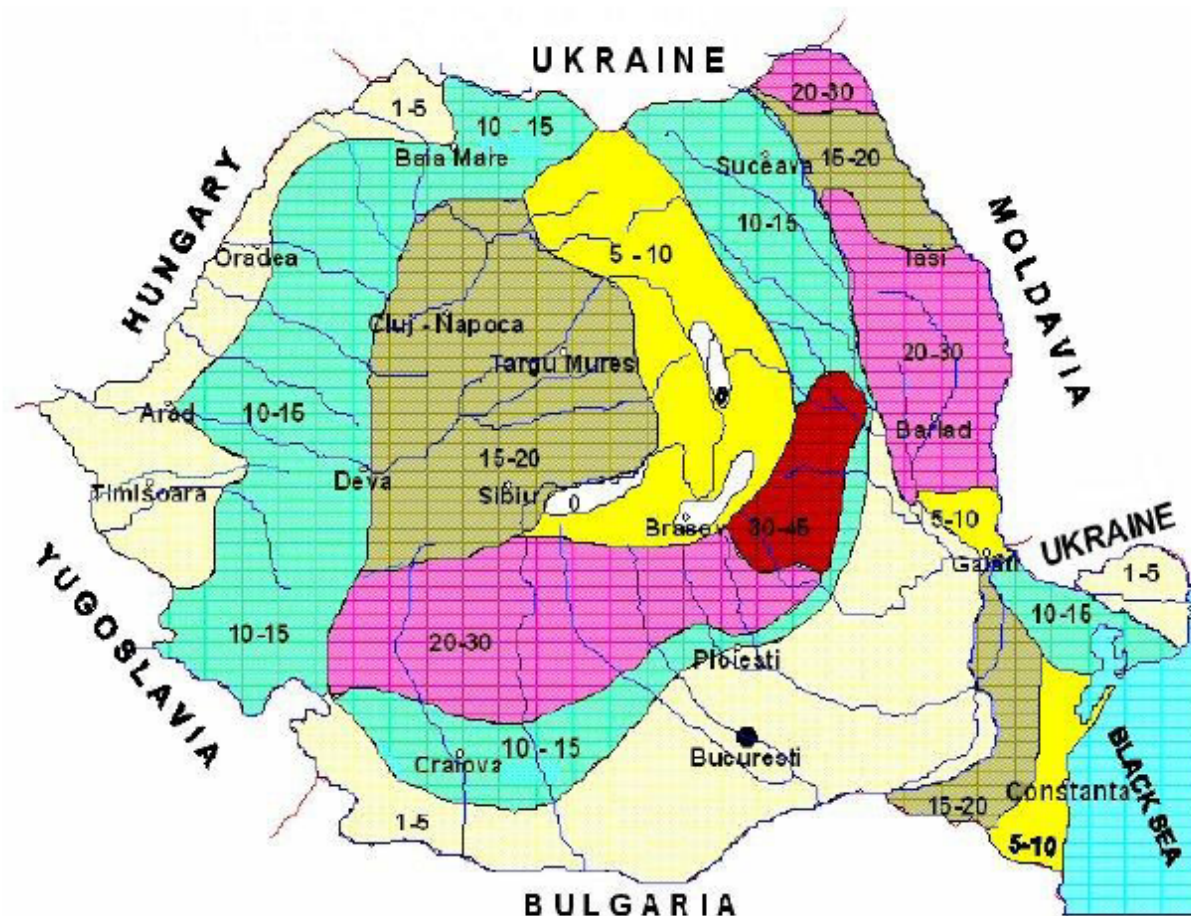 UKRAINE
20-30
1-5
10 - 15
Baia Mare
Suceava
15-20
HUNGARY
MOLDAVIA
10-15
Oradea
5 - 10
Iasi
Cluj - Napoca
Targu Mures
20-30
0
Arad
10-15
Barlad
15-20
Deva
Timisoara
Sibiu
0
Brasov
30-45
5-10
UKRAINE
Galati
1-5
YUGOSLAVIA
10-15
10-15
20-30
Ploiesti
BLACK SEA
10 - 15
Bucuresti
Craiova
Constanta
15-20
1-5
5-10
BULGARIA